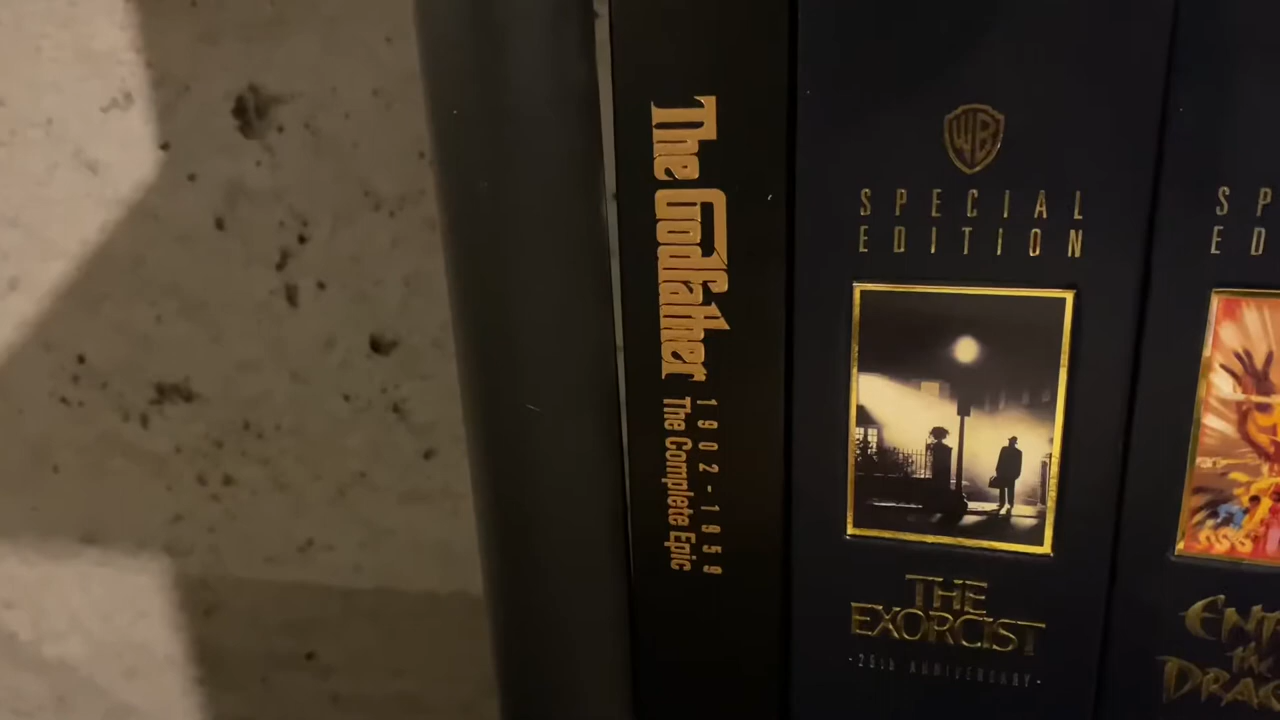 The Godfather
1902-1959
The Complete Epic
WB
SPECIAL
EDITION
THE
EXORCIST
-25th ANNIVERSARY-
SP
ED
ENT
the
DRAG